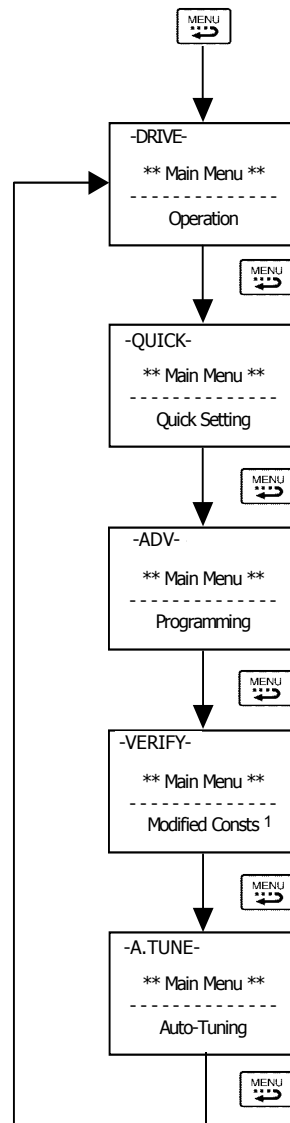 MENU
-DRIVE-
** Main Menu **
- - - - - - - - - - - - - - -
Operation
MENU
-QUICK-
** Main Menu **
- - - - - - - - - - - - - - -
Quick Setting
MENU
-ADV-
** Main Menu **
- - - - - - - - - - - - - - -
Programming
MENU
-VERIFY-
** Main Menu **
- - - - - - - - - - - - - - -
Modified Consts 1
MENU
-A.TUNE-
** Main Menu **
- - - - - - - - - - - - - - -
Auto-Tuning
MENU